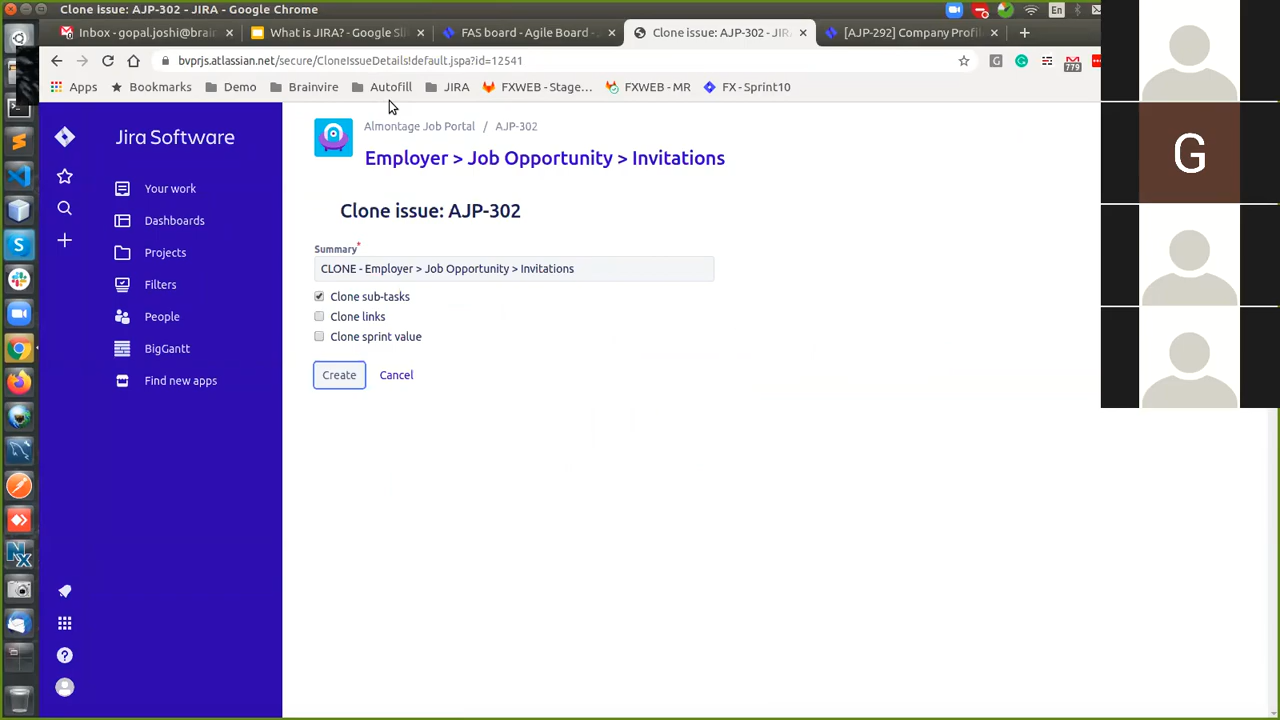 Clone issue: AJP-302 - JIRA - Google Chrome
En
Inbox - gopal.joshi@brain
What is JIRA? - Google Sli
FAS board - Agile Board -
Clone issue: AJP-302 - JIRA
[AJP-292] Company Profil
bvprjs.atlassian.net/secure/CloneIssueDetails!default.jspa?id=12541
779
Apps
Bookmarks
Demo
Brainvire
Autofill
JIRA
FXWEB - Stage...
FXWEB - MR
FX - Sprint10
Jira Software
Your work
Dashboards
Projects
Filters
People
BigGantt
Find new apps
Almontage Job Portal / AJP-302
Employer > Job Opportunity > Invitations
Clone issue: AJP-302
Summary*
CLONE - Employer > Job Opportunity > Invitations
Clone sub-tasks
Clone links
Clone sprint value
Create
Cancel
G